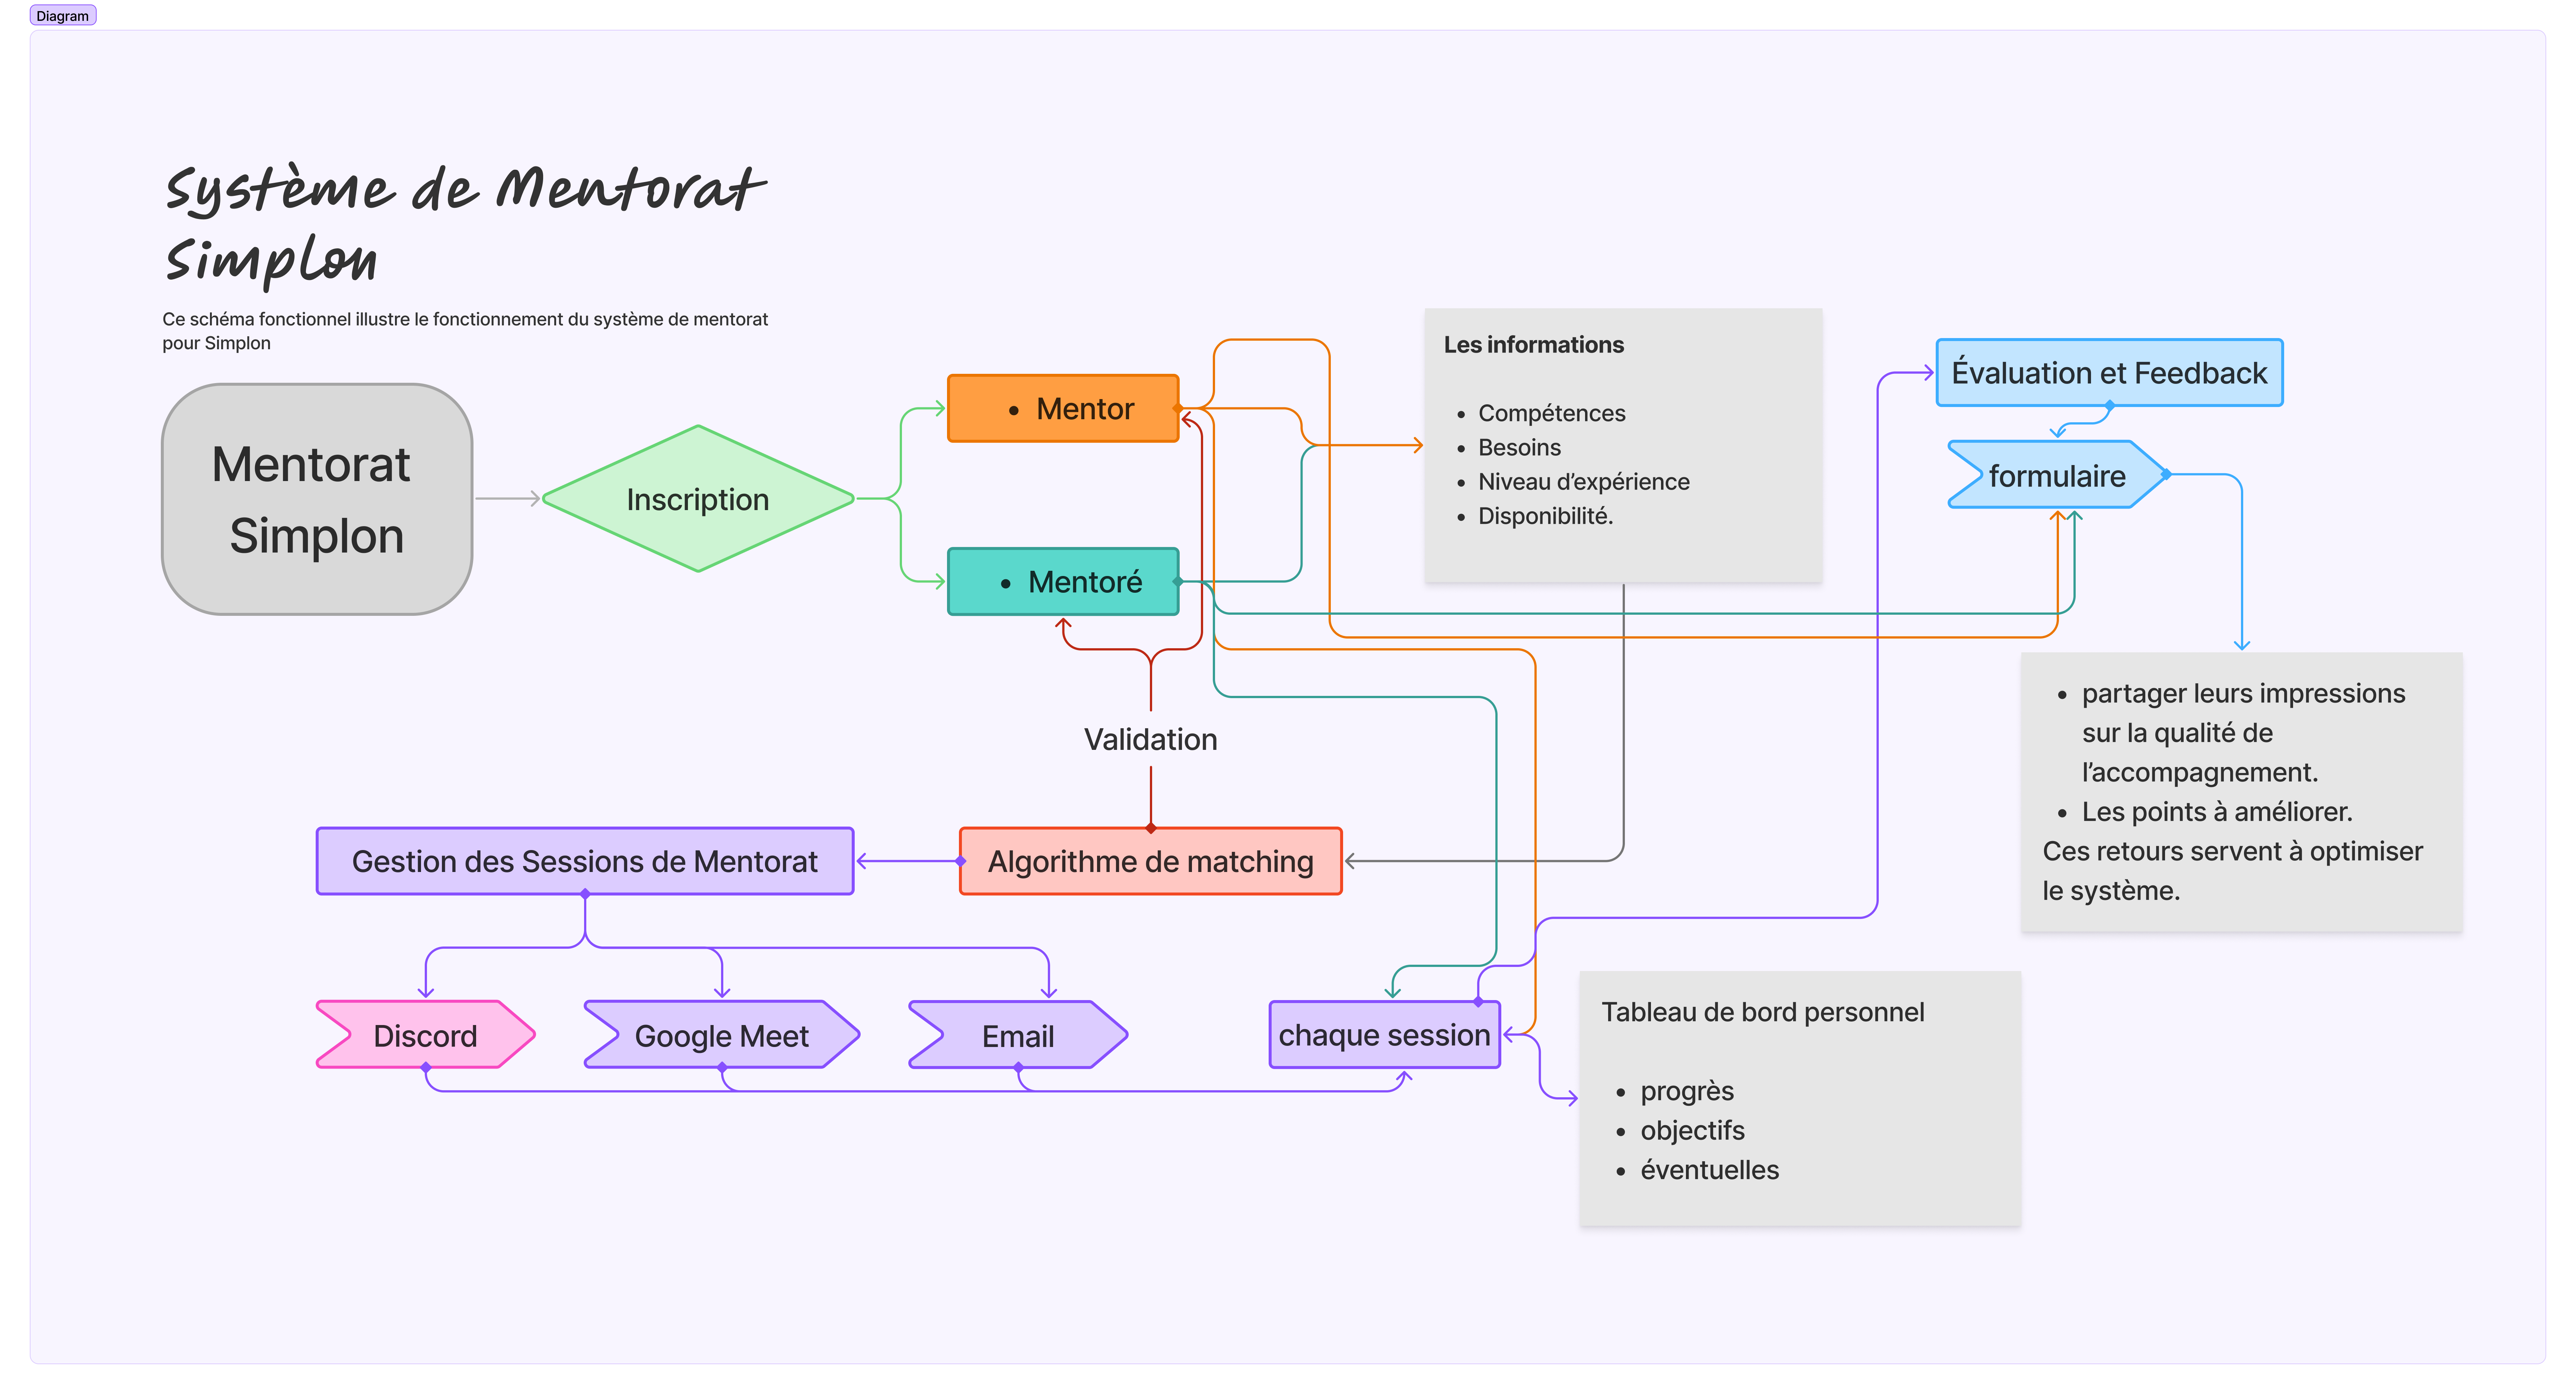 Diagram
Système de Mentorat
Simplon
Ce schéma fonctionnel illustre le fonctionnement du système de mentorat
pour Simplon
Mentorat
Simplon
Inscription
• Mentor
• Mentoré
Les informations
• Compétences
• Besoins
• Niveau d’expérience
• Disponibilité.
Évaluation et Feedback
formulaire
• partager leurs impressions
sur la qualité de
l’accompagnement.
• Les points à améliorer.
Ces retours servent à optimiser
le système.
Validation
Gestion des Sessions de Mentorat
Algorithme de matching
Discord
Google Meet
Email
chaque session
Tableau de bord personnel
• progrès
• objectifs
• éventuelles